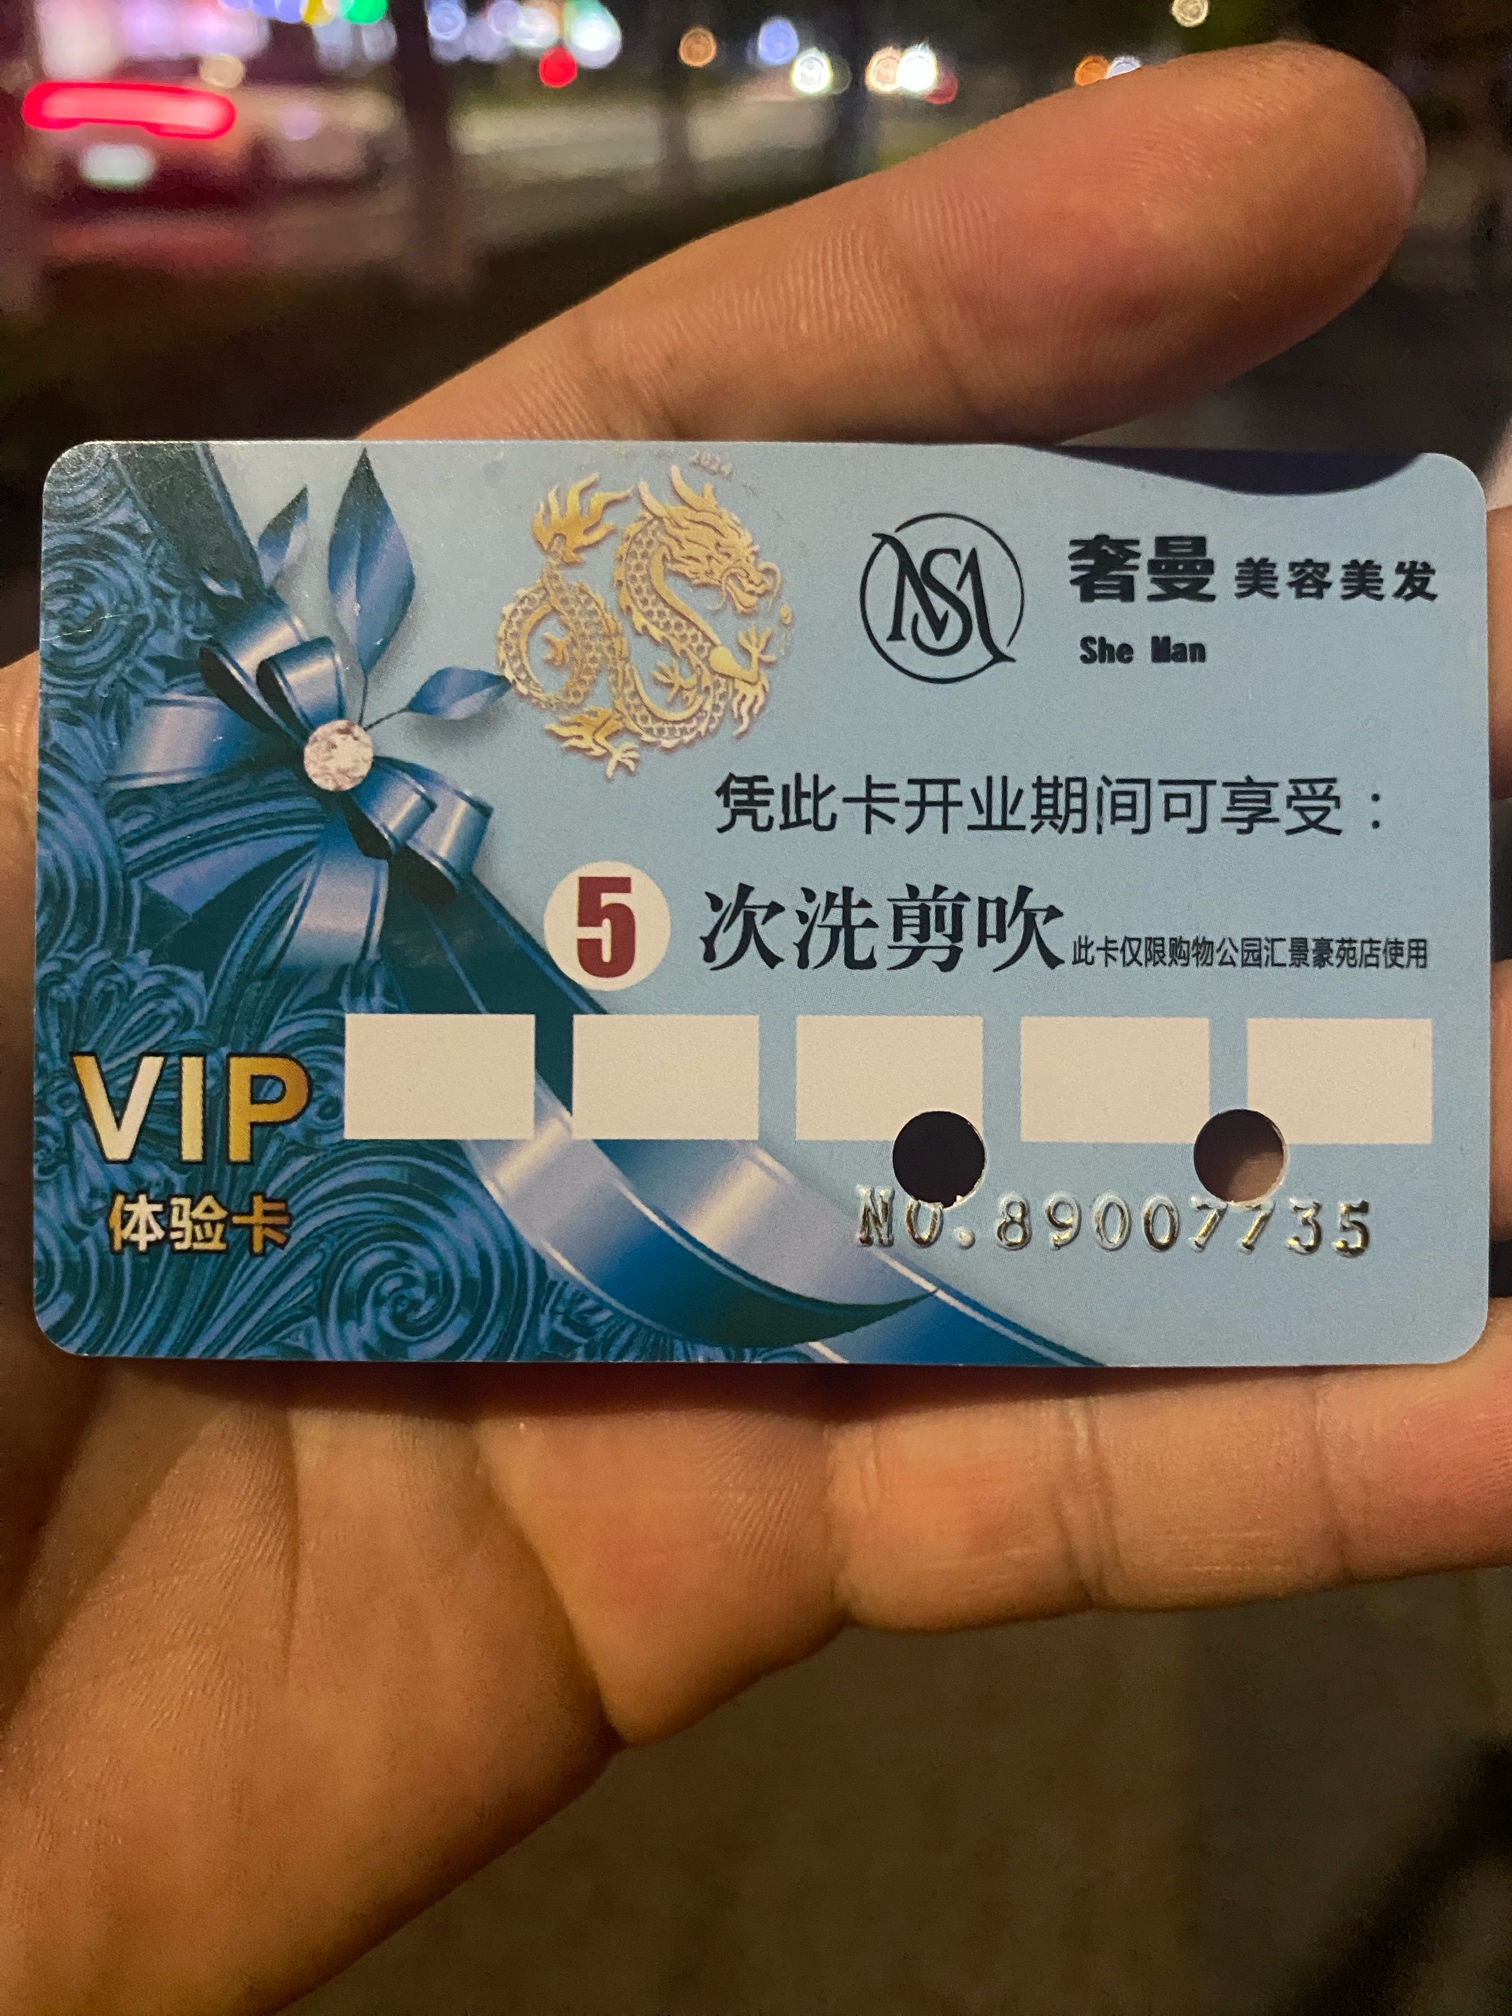 2024
MS
奢曼 美容美发
She Man
凭此卡开业期间可享受：
5 次洗剪吹 此卡仅限购物公园汇景豪苑店使用
VIP
体验卡
NO.89007735